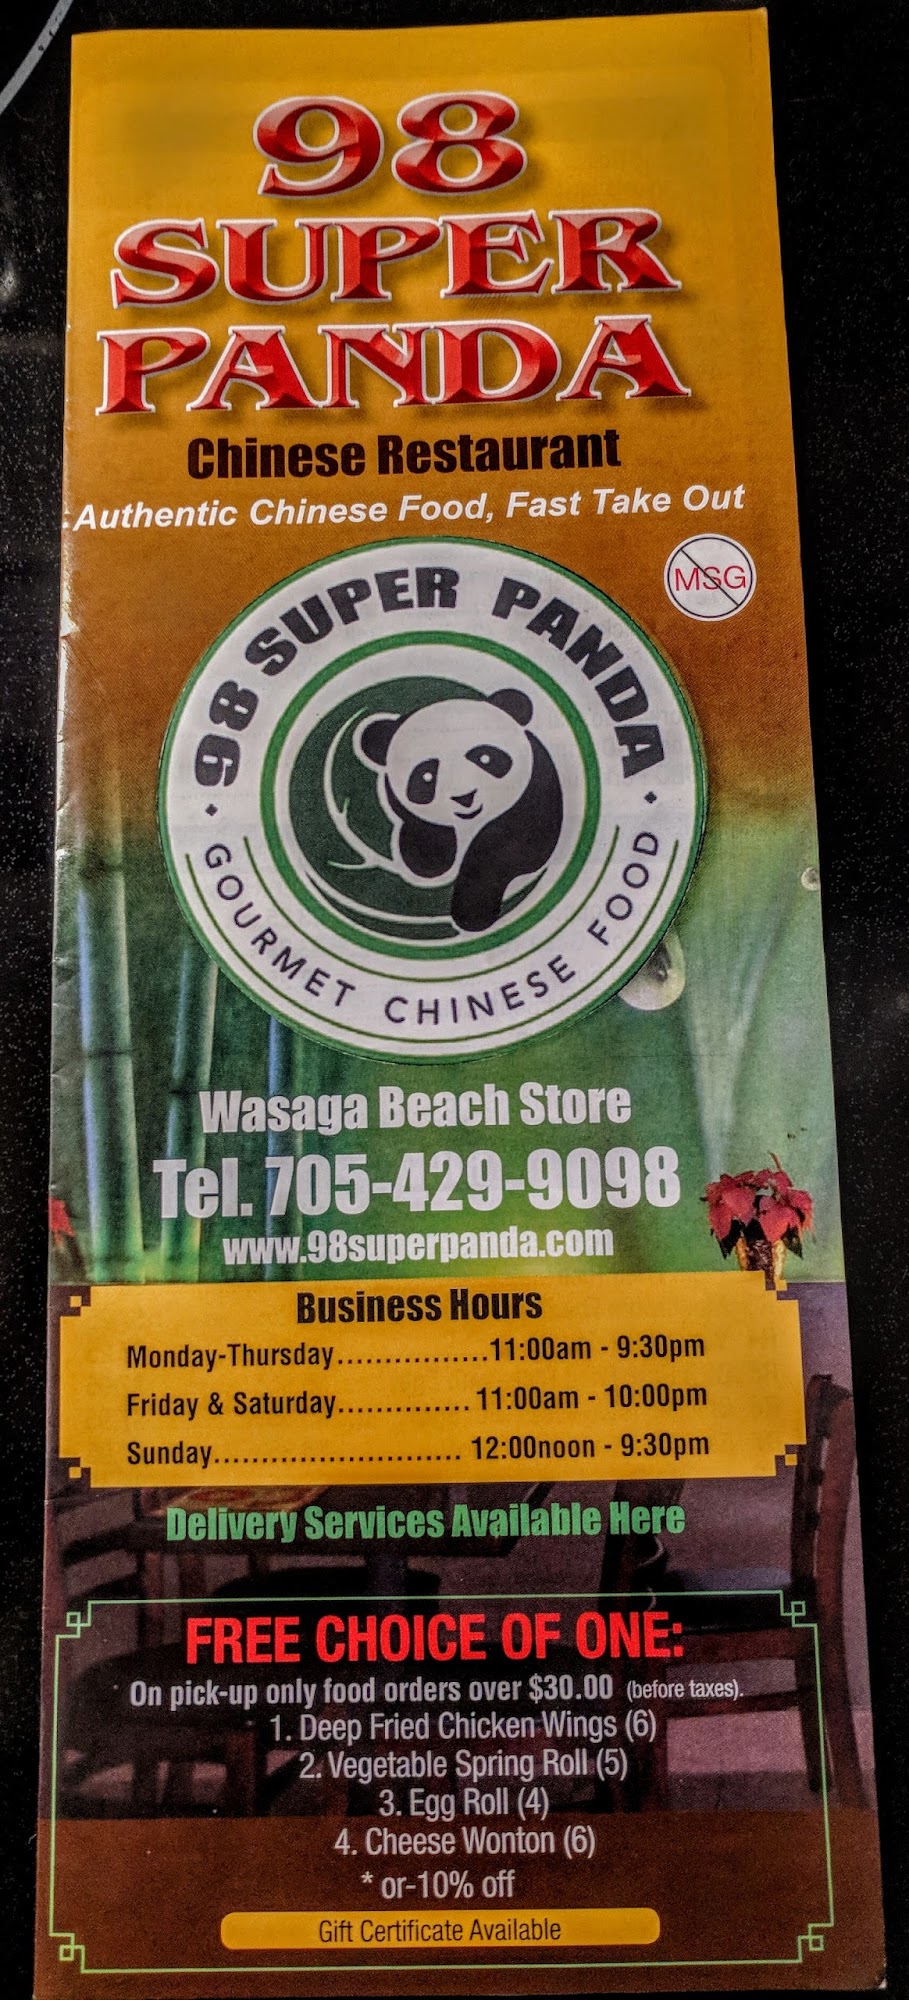 98
SUPER
PANDA
Chinese Restaurant
Authentic Chinese Food, Fast Take Out
MSG
98 SUPER PANDA
GOURMET CHINESE FOOD
Wasaga Beach Store
Tel. 705-429-9098
www.98superpanda.com
Business Hours
Monday-Thursday................11:00am - 9:30pm
Friday & Saturday.............. 11:00am - 10:00pm
Sunday.......................... 12:00noon - 9:30pm
Delivery Services Available Here
FREE CHOICE OF ONE:
On pick-up only food orders over $30.00 (before taxes).
1. Deep Fried Chicken Wings (6)
2. Vegetable Spring Roll (5)
3. Egg Roll (4)
4. Cheese Wonton (6)
* or-10% off
Gift Certificate Available